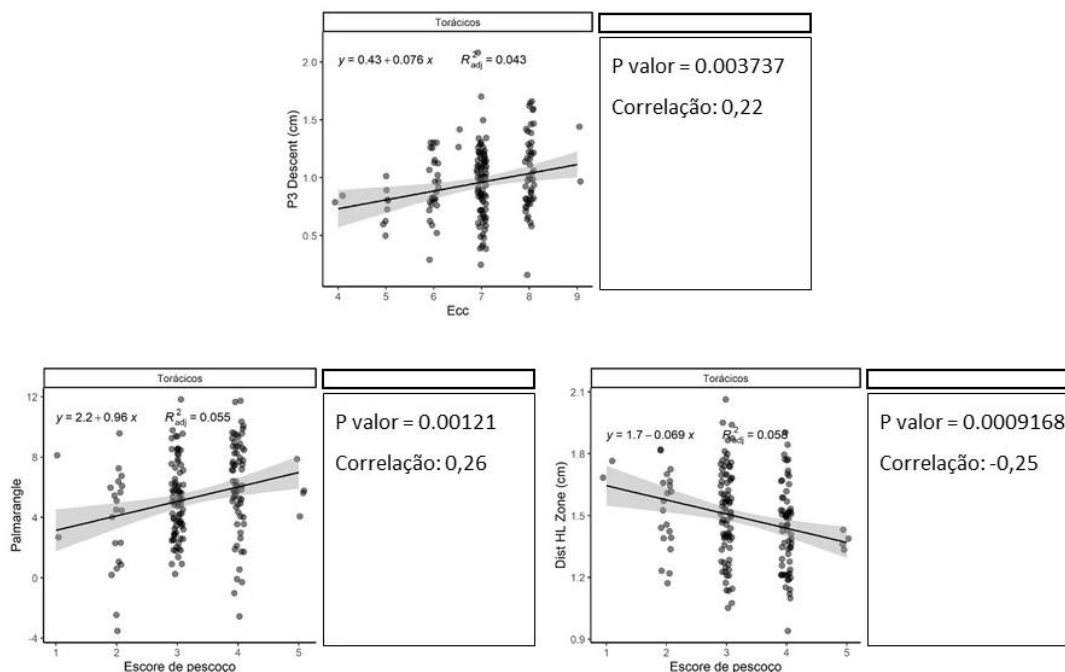 Torácicos
y = 0.43 + 0.076 x R²adj = 0.043
P3 Descent (cm)
2.0
1.5
1.0
0.5
4 5 6 7 8 9
Ecc
P valor = 0.003737
Correlação: 0,22
Torácicos
y = 2.2 + 0.96 x R²adj = 0.055
Palmarangle
12
8
4
0
-4
1 2 3 4 5
Escore de pescoço
P valor = 0.00121
Correlação: 0,26
Torácicos
y = 1.7 − 0.069 x R²adj = 0.058
Dist HL Zone (cm)
2.1
1.8
1.5
1.2
0.9
1 2 3 4 5
Escore de pescoço
P valor = 0.0009168
Correlação: -0,25